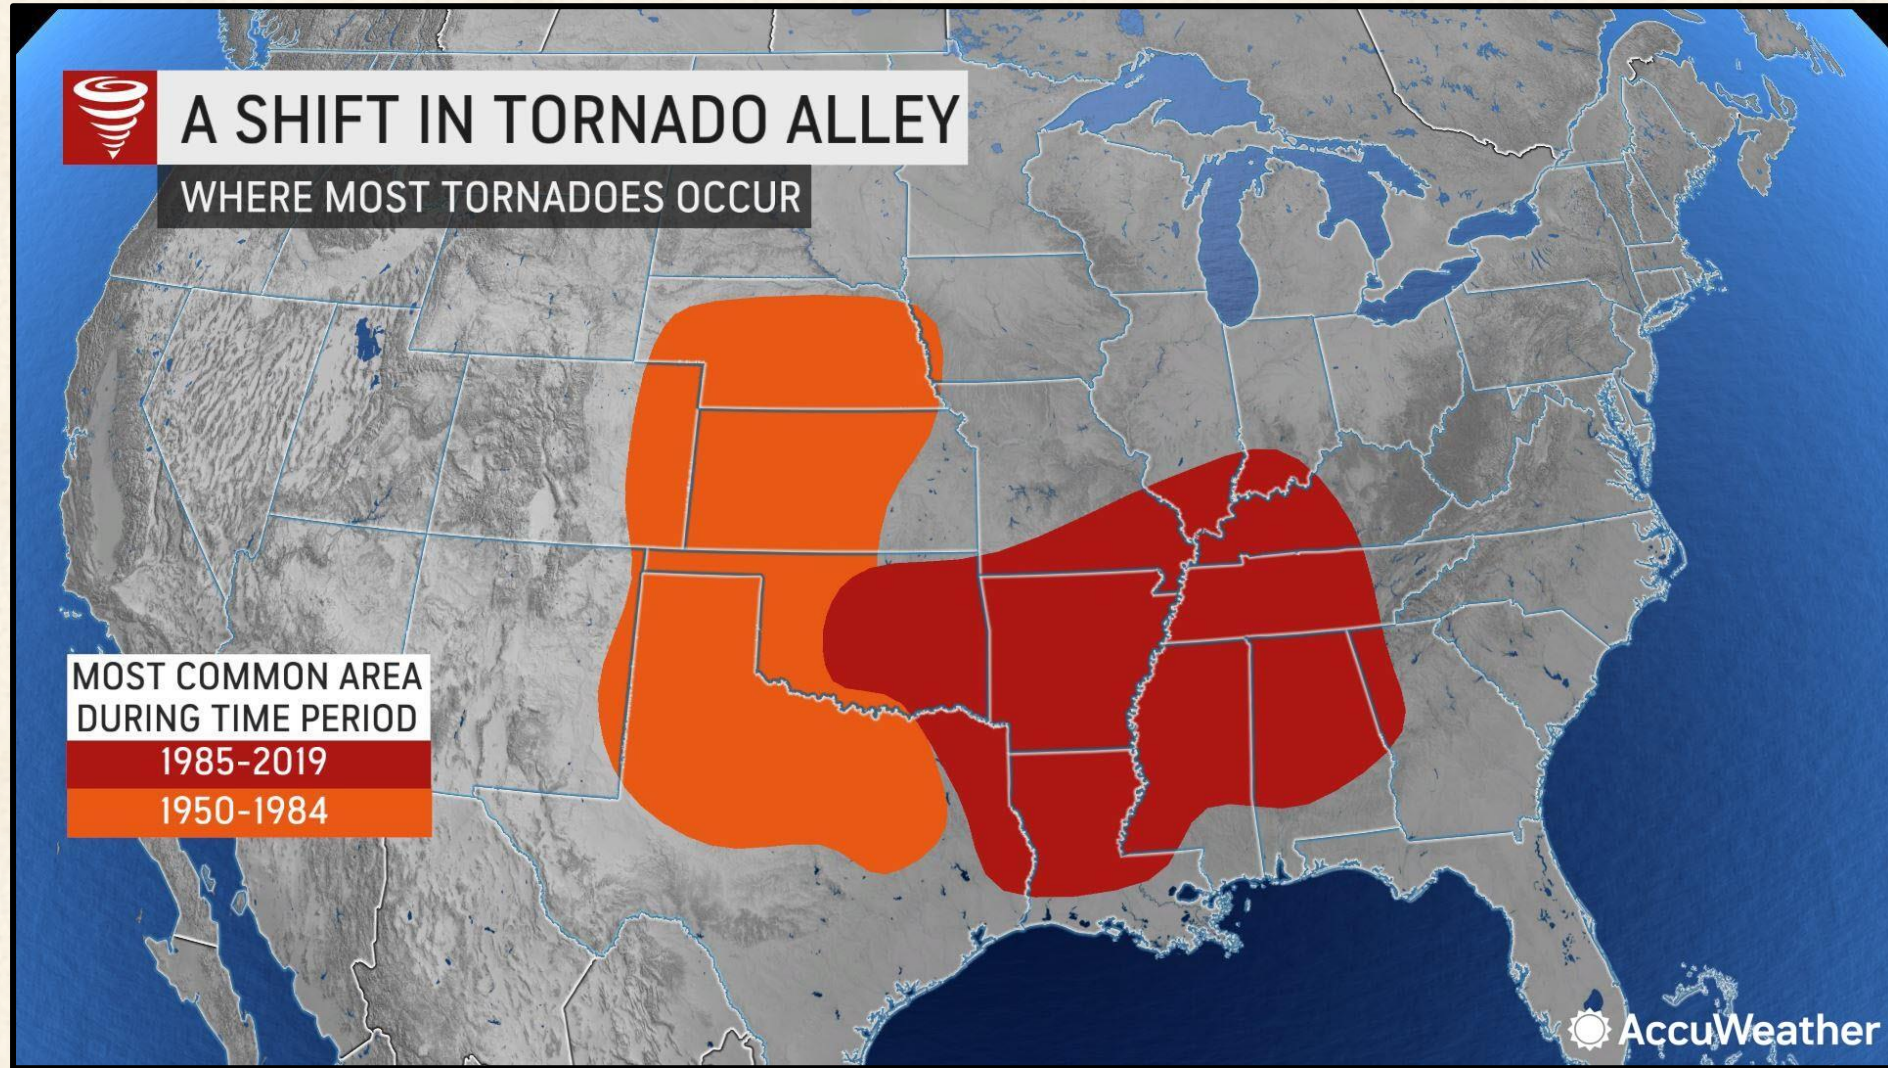 A SHIFT IN TORNADO ALLEY
WHERE MOST TORNADOES OCCUR
MOST COMMON AREA
DURING TIME PERIOD
1985-2019
1950-1984
AccuWeather